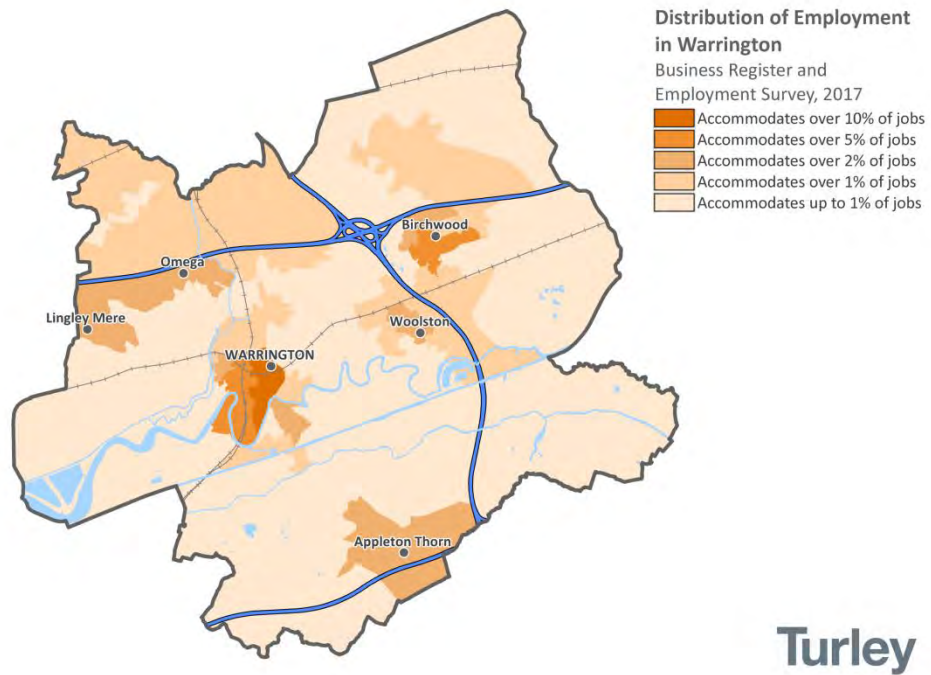 Distribution of Employment
in Warrington
Business Register and
Employment Survey, 2017
Accommodates over 10% of jobs
Accommodates over 5% of jobs
Accommodates over 2% of jobs
Accommodates over 1% of jobs
Accommodates up to 1% of jobs
Birchwood
Omega
Lingley Mere
Woolston
WARRINGTON
Appleton Thorn
Turley